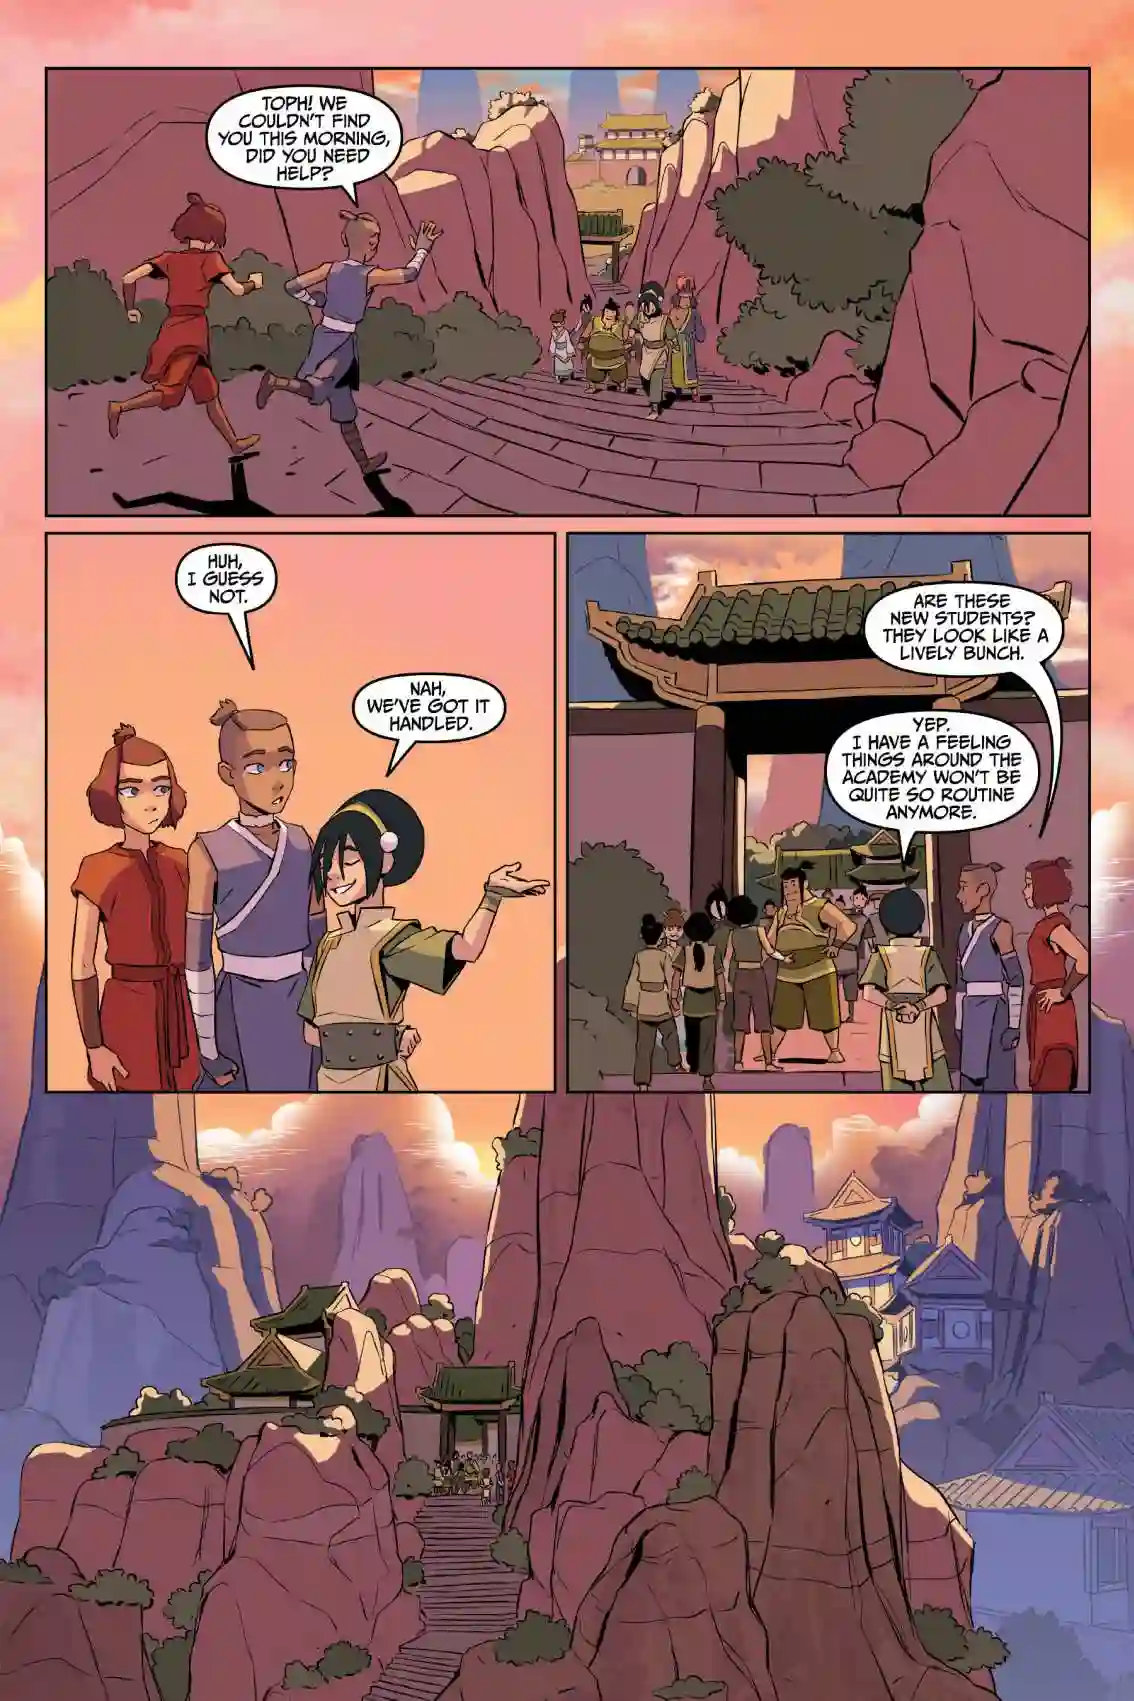 TOPH! WE
COULDN'T FIND
YOU THIS MORNING,
DID YOU NEED
HELP?
HUH,
I GUESS
NOT.
NAH,
WE'VE GOT IT
HANDLED.
ARE THESE
NEW STUDENTS?
THEY LOOK LIKE A
LIVELY BUNCH.
YEP.
I HAVE A FEELING
THINGS AROUND THE
ACADEMY WON'T BE
QUITE SO ROUTINE
ANYMORE.